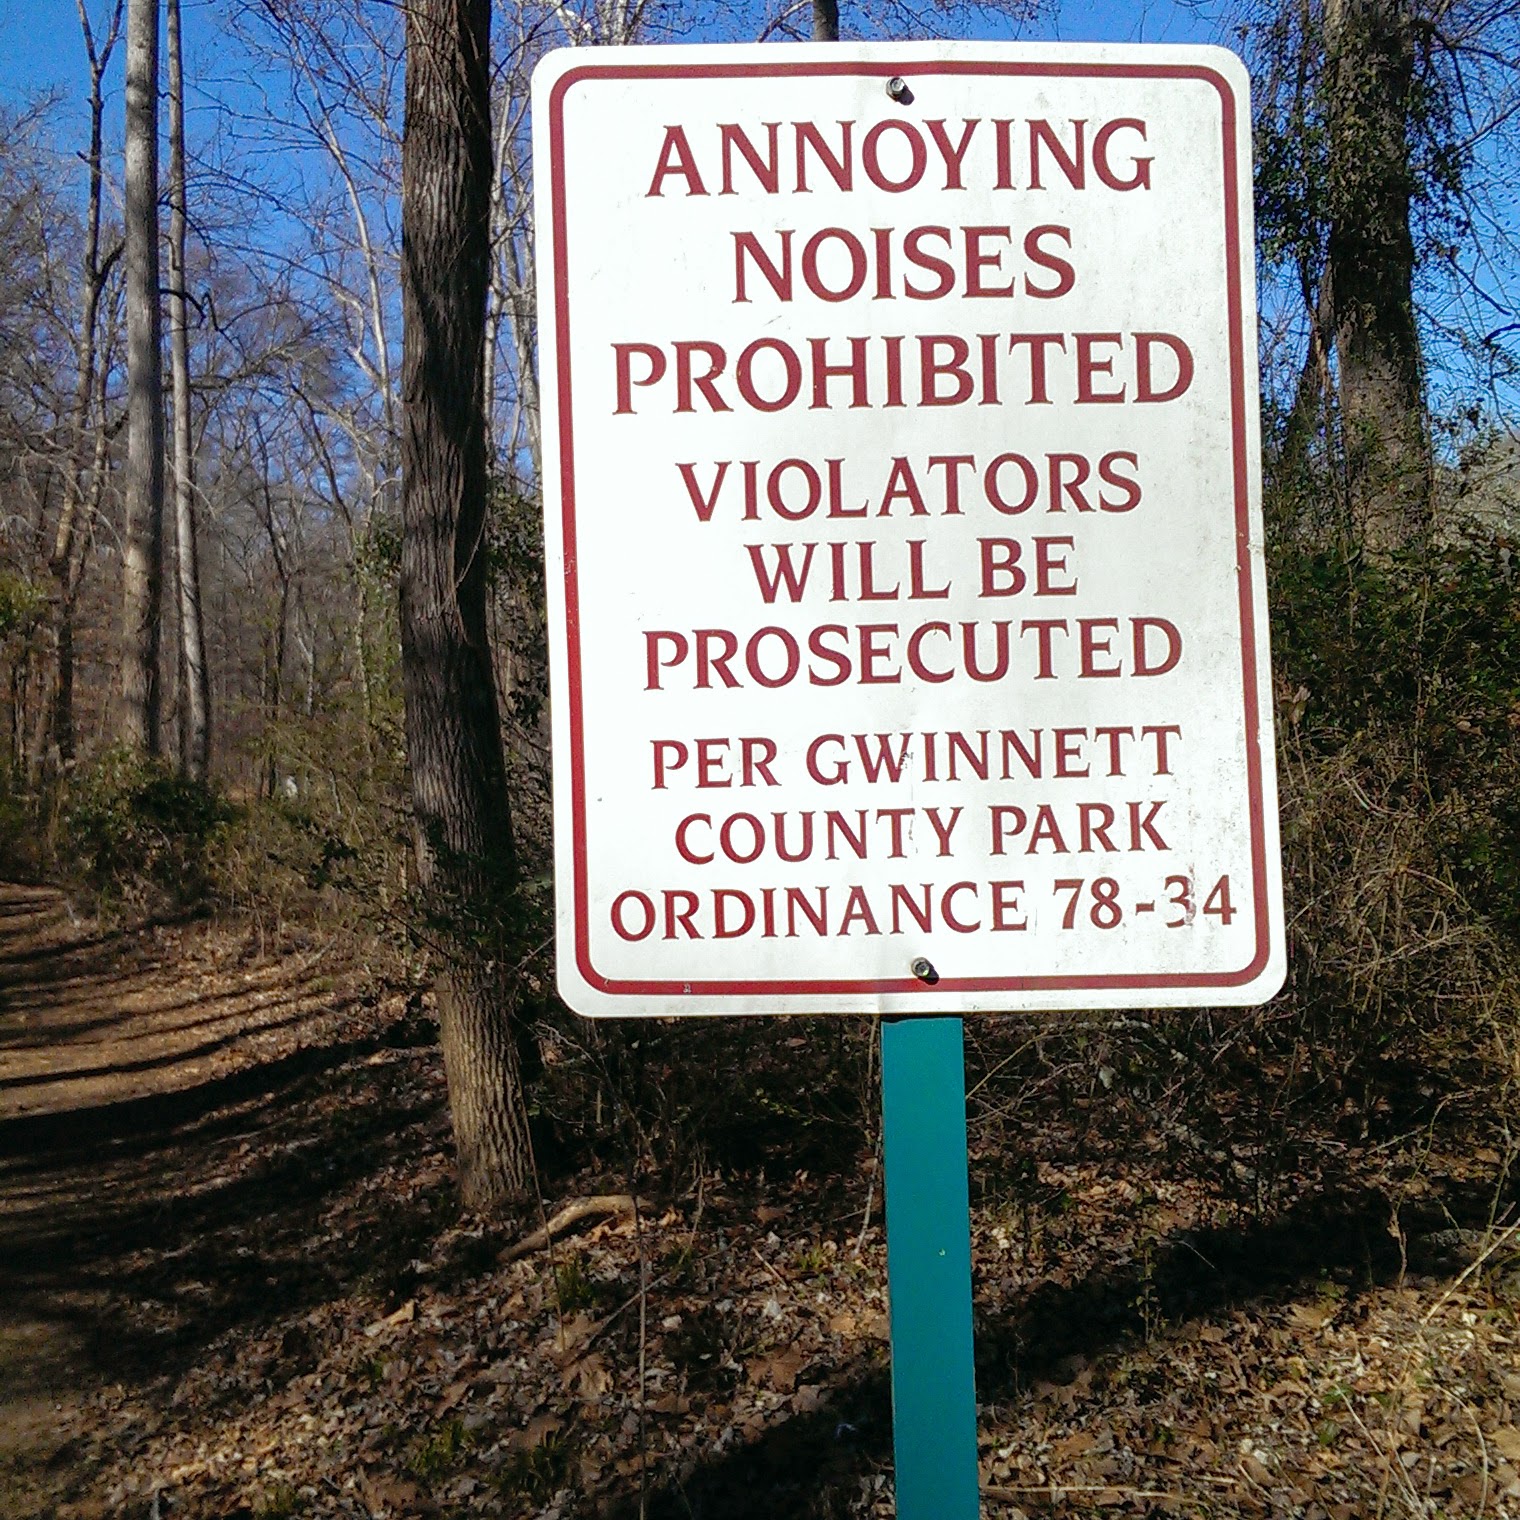 ANNOYING
NOISES
PROHIBITED
VIOLATORS
WILL BE
PROSECUTED
PER GWINNETT
COUNTY PARK
ORDINANCE 78-34